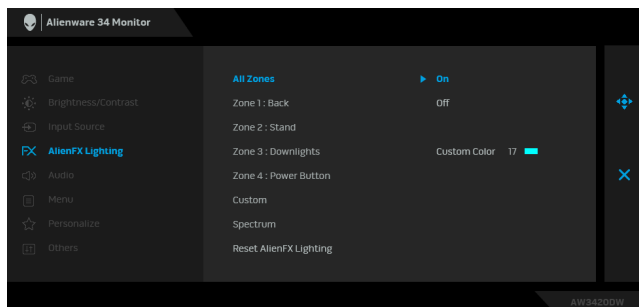 Alienware 34 Monitor
Game
Brightness/Contrast
Input Source
FX AlienFX Lighting
Audio
Menu
Personalize
Others
All Zones
Zone 1 : Back
Zone 2 : Stand
Zone 3 : Downlights
Zone 4 : Power Button
Custom
Spectrum
Reset AlienFX Lighting
On
Off
Custom Color 17
AW3420DW